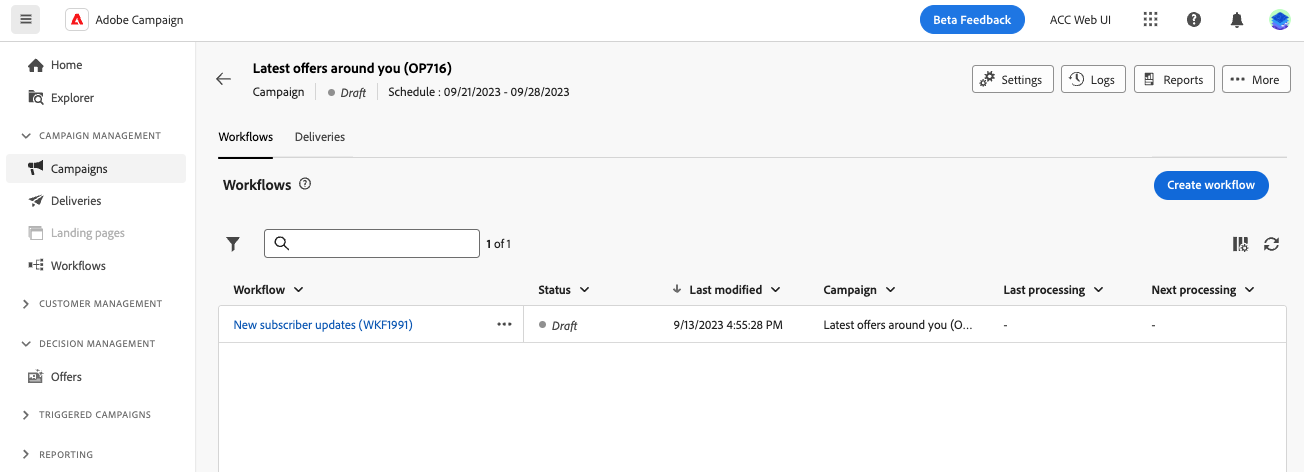 Adobe Campaign
Beta Feedback
ACC Web UI
Home
Explorer
CAMPAIGN MANAGEMENT
Campaigns
Deliveries
Landing pages
Workflows
CUSTOMER MANAGEMENT
DECISION MANAGEMENT
Offers
TRIGGERED CAMPAIGNS
REPORTING
Latest offers around you (OP716)
Campaign Draft Schedule : 09/21/2023 - 09/28/2023
Settings Logs Reports More
Workflows Deliveries
Workflows
Create workflow
1 of 1
Workflow Status Last modified Campaign Last processing Next processing
New subscriber updates (WKF1991) ••• Draft 9/13/2023 4:55:28 PM Latest offers around you (O... - -